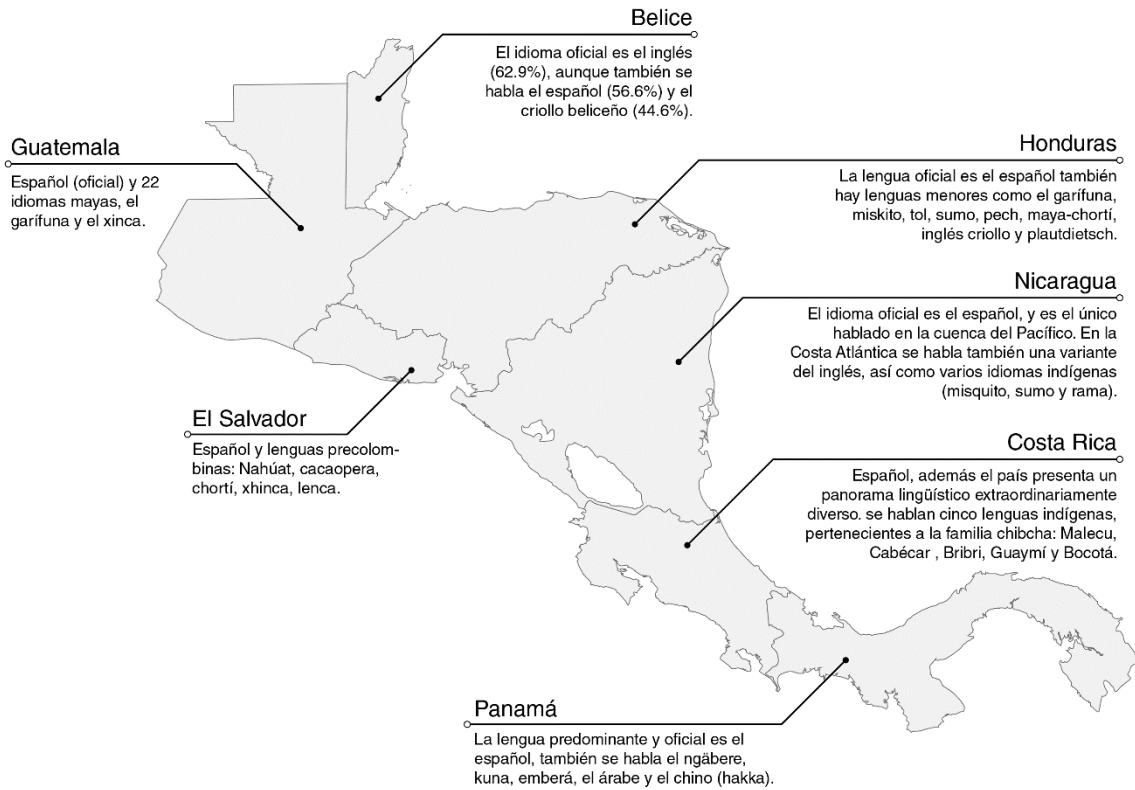 Belice
El idioma oficial es el inglés
(62.9%), aunque también se
habla el español (56.6%) y el
criollo beliceño (44.6%).
Guatemala
Español (oficial) y 22
idiomas mayas, el
garífuna y el xinca.
Honduras
La lengua oficial es el español también
hay lenguas menores como el garífuna,
miskito, tol, sumo, pech, maya-chortí,
inglés criollo y plautdietsch.
Nicaragua
El idioma oficial es el español, y es el único
hablado en la cuenca del Pacífico. En la
Costa Atlántica se habla también una variante
del inglés, así como varios idiomas indígenas
(misquito, sumo y rama).
El Salvador
Español y lenguas precolom-
binas: Nahúat, cacaopera,
chortí, xhinca, lenca.
Costa Rica
Español, además el país presenta un
panorama lingüístico extraordinariamente
diverso. se hablan cinco lenguas indígenas,
pertenecientes a la familia chibcha: Malecu,
Cabécar , Bribri, Guaymí y Bocotá.
Panamá
La lengua predominante y oficial es el
español, también se habla el ngäbere,
kuna, emberá, el árabe y el chino (hakka).